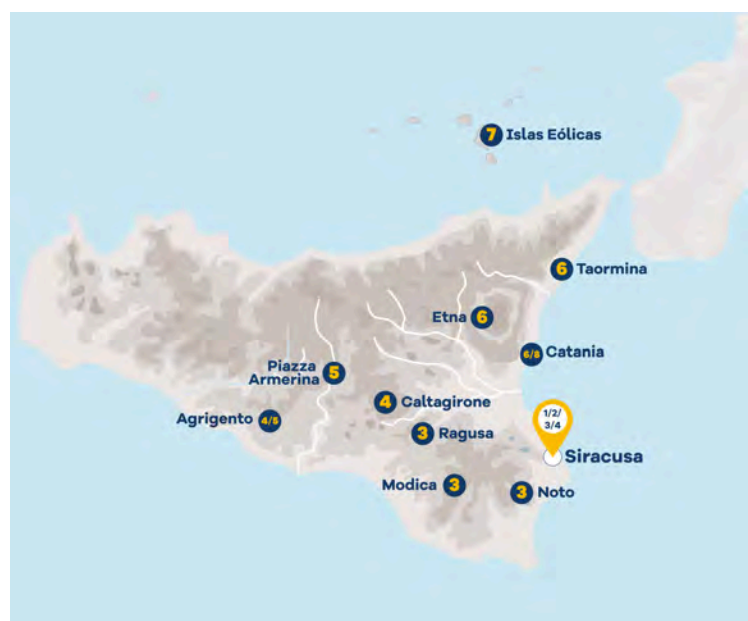 7 Islas Eólicas
6 Taormina
Etna 6
6/8 Catania
Piazza
Armerina 5
4 Caltagirone
1/2/
3/4
Agrigento 4/5
3 Ragusa
Siracusa
Modica 3
3 Noto